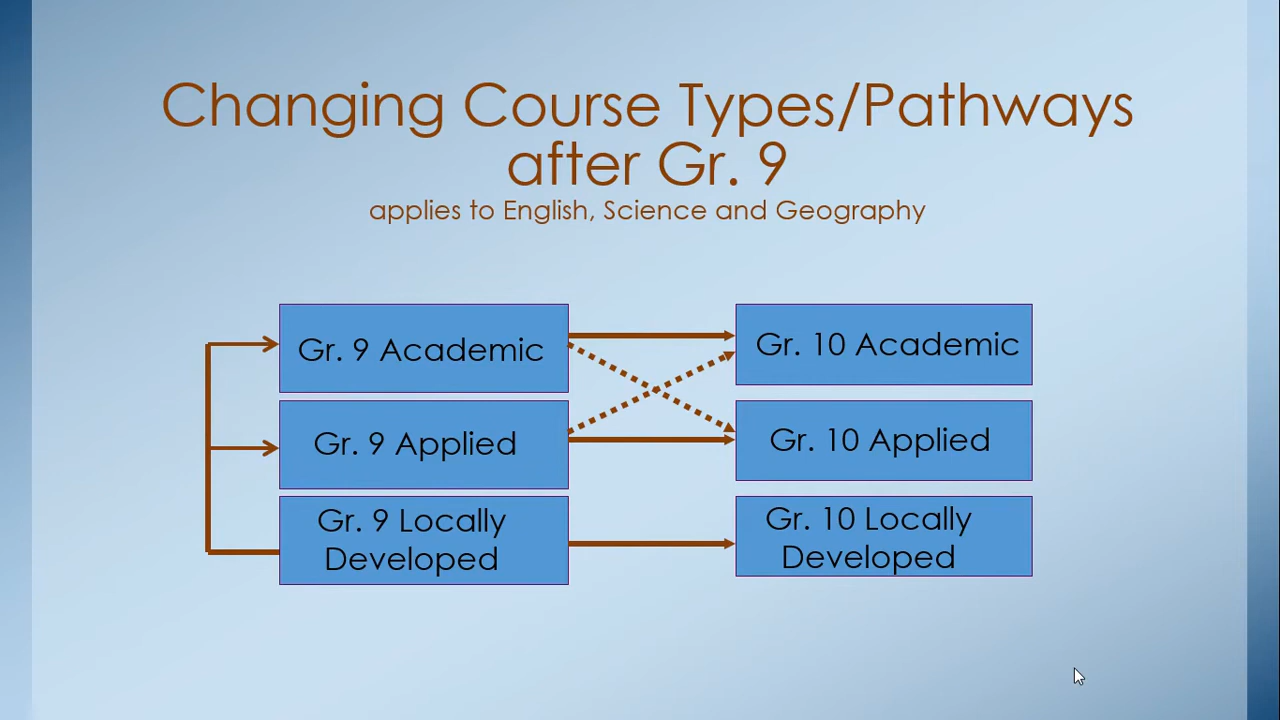 Changing Course Types/Pathways
after Gr. 9
applies to English, Science and Geography
Gr. 9 Academic
Gr. 10 Academic
Gr. 9 Applied
Gr. 10 Applied
Gr. 9 Locally
Developed
Gr. 10 Locally
Developed